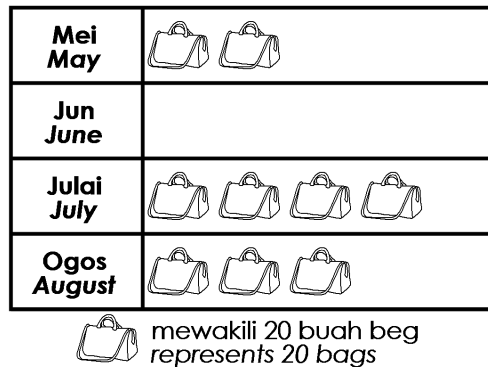 Mei
May
Jun
June
Julai
July
Ogos
August
mewakili 20 buah beg
represents 20 bags